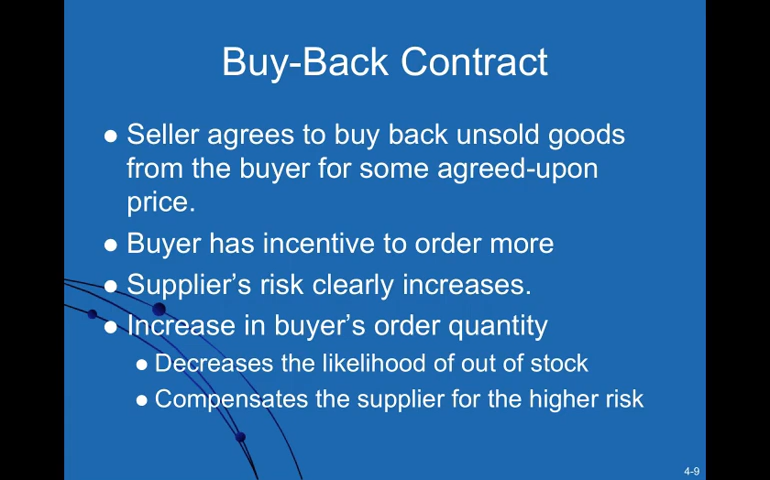 Buy-Back Contract
● Seller agrees to buy back unsold goods
from the buyer for some agreed-upon
price.
● Buyer has incentive to order more
● Supplier’s risk clearly increases.
● Increase in buyer’s order quantity
● Decreases the likelihood of out of stock
● Compensates the supplier for the higher risk
4-9